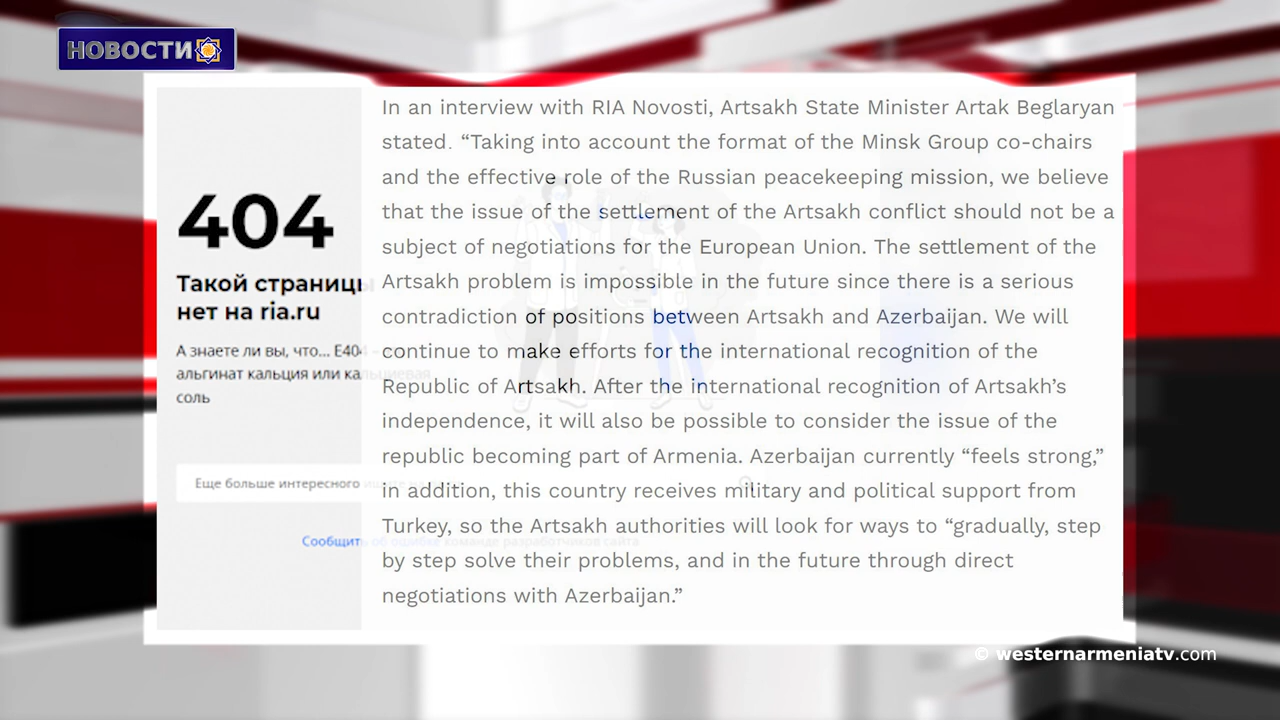 НОВОСТИ
404
Такой страницы
нет на ria.ru
А знаете ли вы, что... E404 –
альгинат кальция или кальциевая
соль
Еще больше интересного
Сообщить об ошибке команде разработчиков сайта
In an interview with RIA Novosti, Artsakh State Minister Artak Beglaryan
stated. “Taking into account the format of the Minsk Group co-chairs
and the effective role of the Russian peacekeeping mission, we believe
that the issue of the settlement of the Artsakh conflict should not be a
subject of negotiations for the European Union. The settlement of the
Artsakh problem is impossible in the future since there is a serious
contradiction of positions between Artsakh and Azerbaijan. We will
continue to make efforts for the international recognition of the
Republic of Artsakh. After the international recognition of Artsakh’s
independence, it will also be possible to consider the issue of the
republic becoming part of Armenia. Azerbaijan currently “feels strong,”
in addition, this country receives military and political support from
Turkey, so the Artsakh authorities will look for ways to “gradually, step
by step solve their problems, and in the future through direct
negotiations with Azerbaijan.”
© westernarmeniatv.com